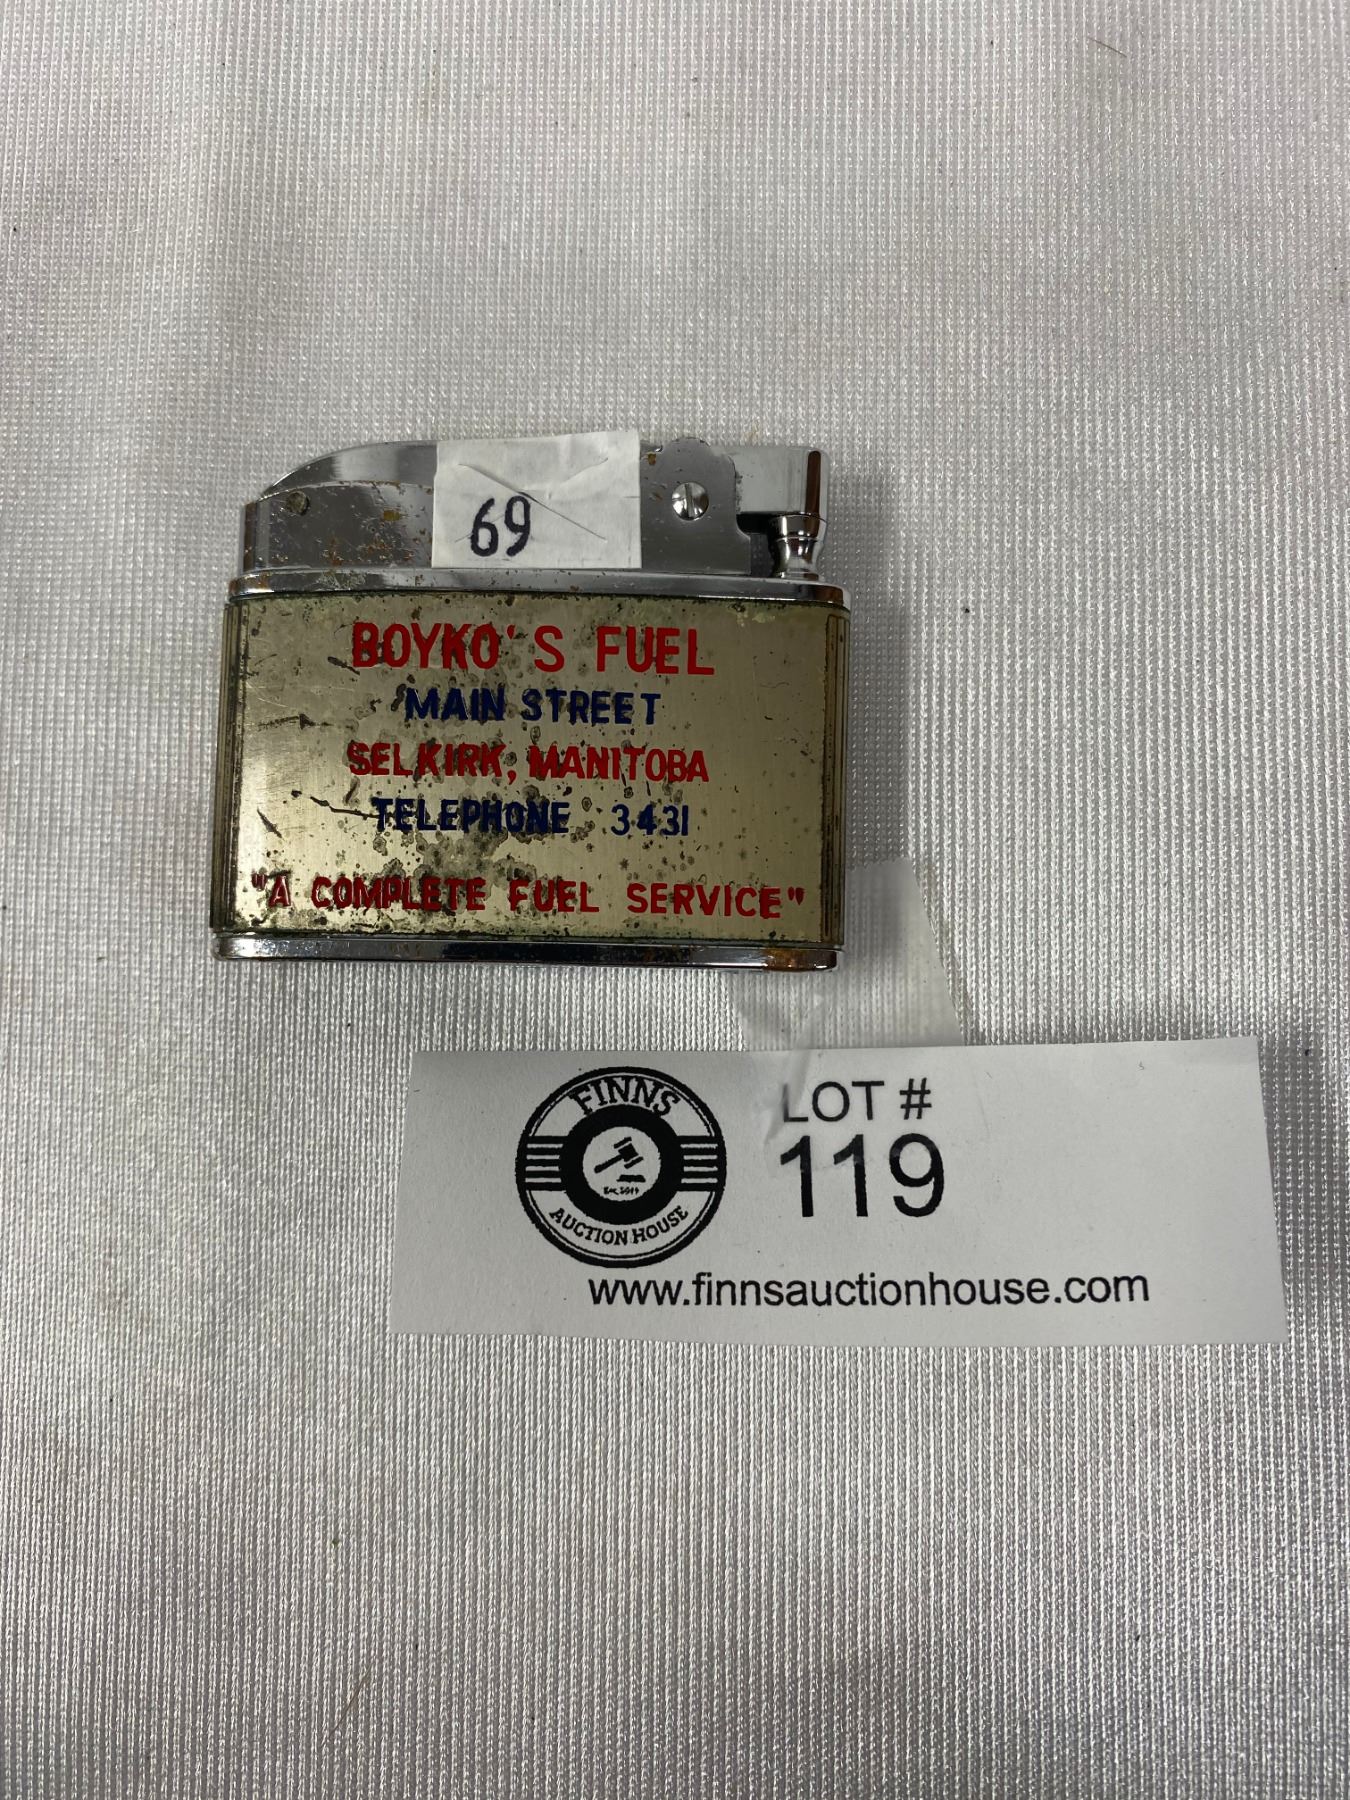 69
BOYKO'S FUEL
MAIN STREET
SELKIRK, MANITOBA
TELEPHONE 3431
"A COMPLETE FUEL SERVICE"
FINNS
AUCTION HOUSE
LOT #
119
www.finnsauctionhouse.com